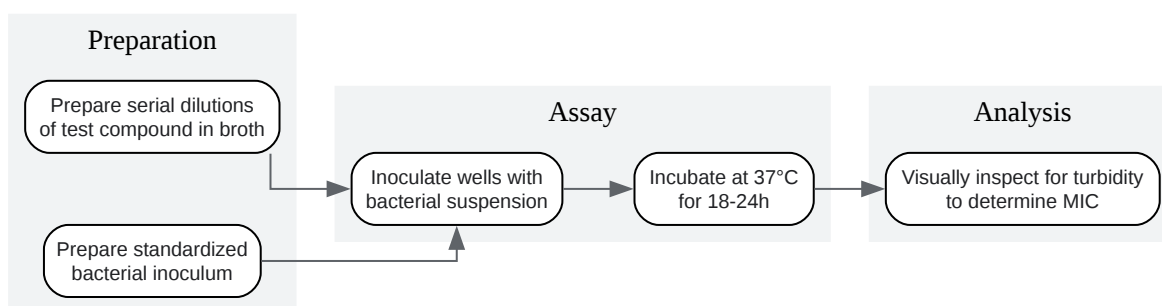 Preparation
Prepare serial dilutions
of test compound in broth
Prepare standardized
bacterial inoculum
Assay
Inoculate wells with
bacterial suspension
Incubate at 37°C
for 18-24h
Analysis
Visually inspect for turbidity
to determine MIC